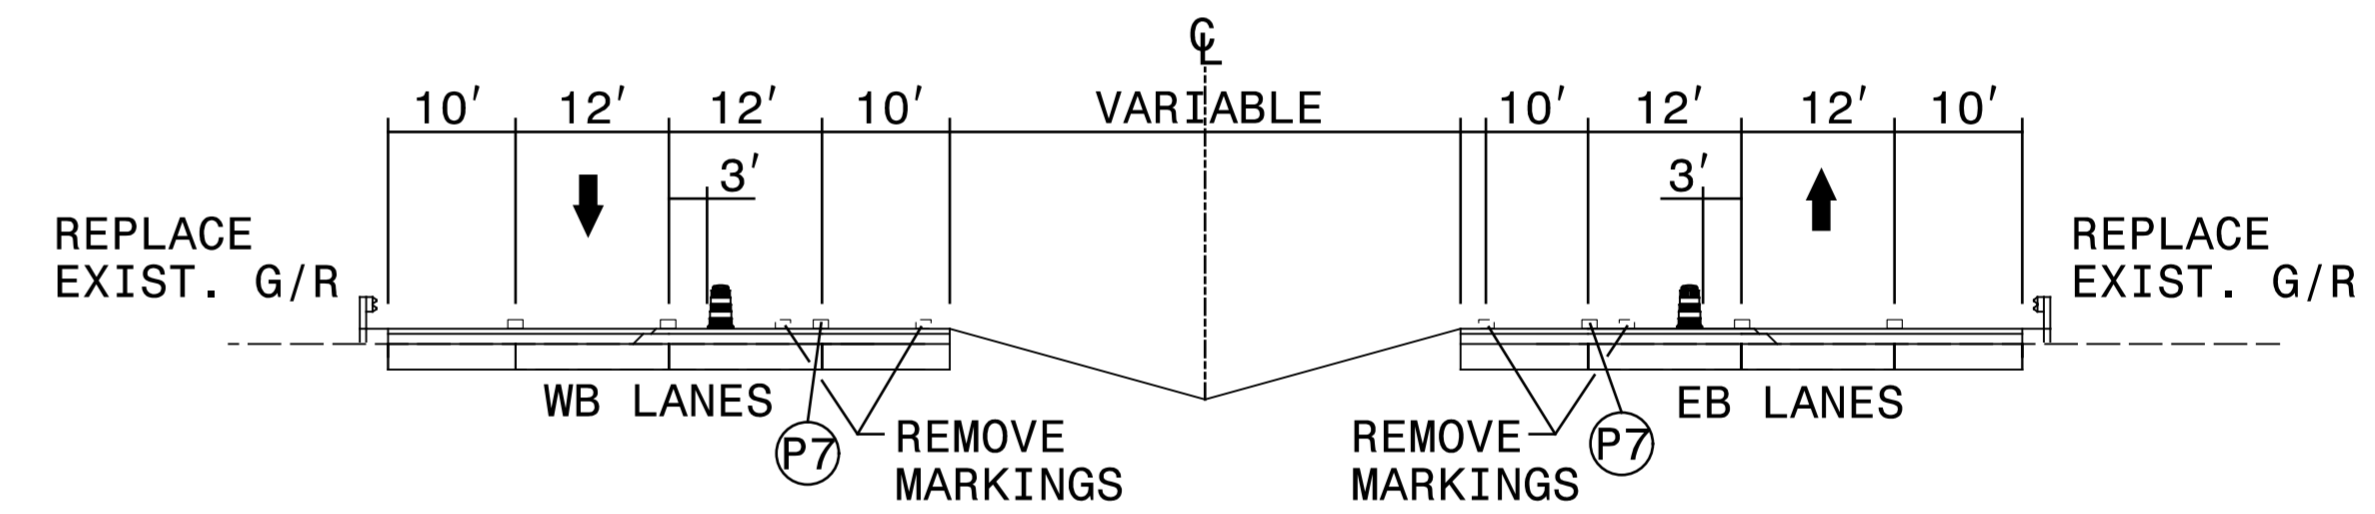 ℄
10' 12' 12' 10' VARIABLE 10' 12' 12' 10'
3' 3'
REPLACE
EXIST. G/R
REPLACE
EXIST. G/R
WB LANES
EB LANES
P7
REMOVE
MARKINGS
REMOVE
MARKINGS
P7